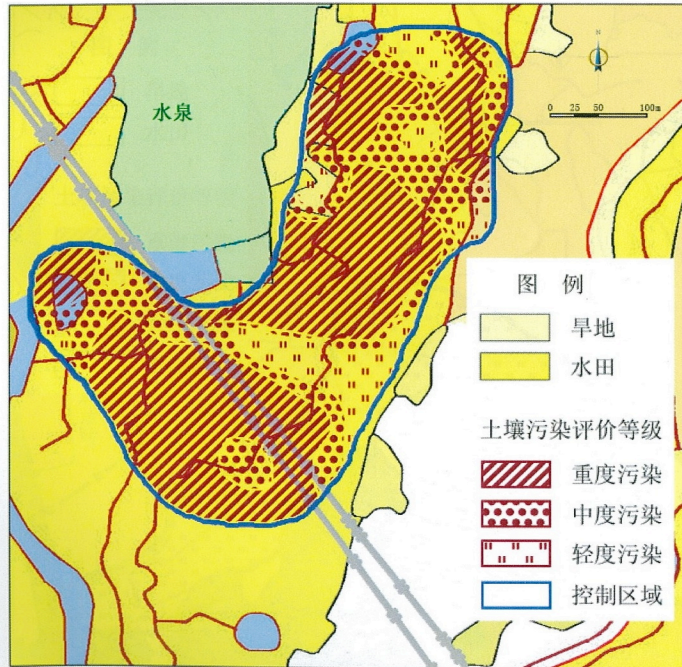 水泉
N
0 25 50 100m
图 例
旱地
水田
土壤污染评价等级
重度污染
中度污染
轻度污染
控制区域